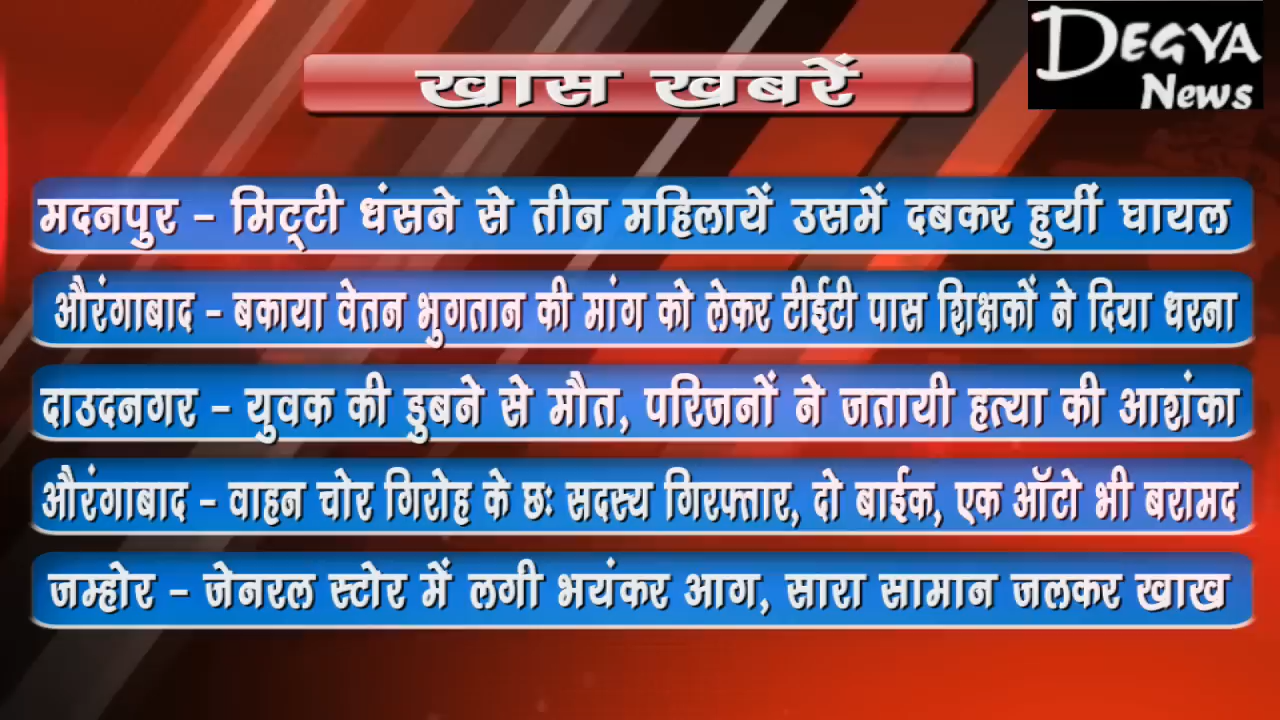 DEGYA
News
खास खबरें
मदनपुर - मिट्टी धंसने से तीन महिलायें उसमें दबकर हुयीं घायल
औरंगाबाद - बकाया वेतन भुगतान की मांग को लेकर टीईटी पास शिक्षकों ने दिया धरना
दाउदनगर - युवक की डुबने से मौत, परिजनों ने जतायी हत्या की आशंका
औरंगाबाद - वाहन चोर गिरोह के छः सदस्य गिरफ्तार, दो बाईक, एक ऑटो भी बरामद
जम्होर - जेनरल स्टोर में लगी भयंकर आग, सारा सामान जलकर खाख